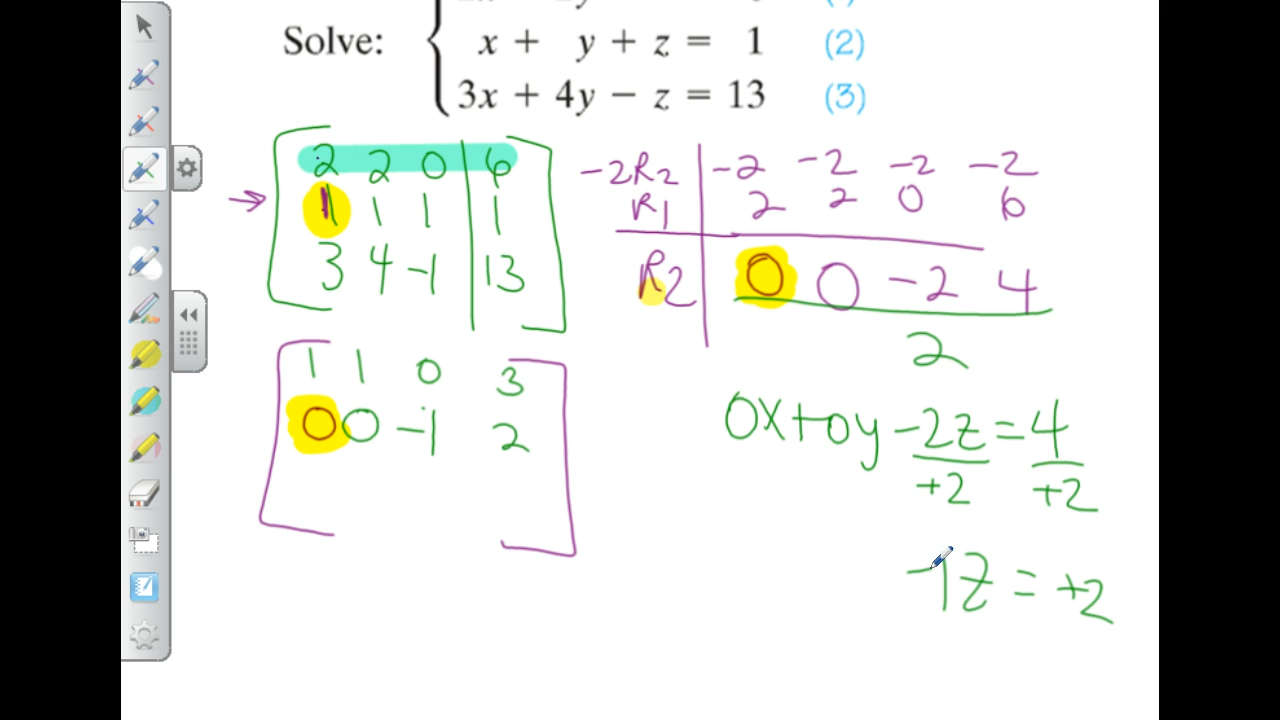 Solve:
x + y + z = 1 (2)
3x + 4y − z = 13 (3)
2 2 0 6
1 1 1 1
3 4 -1 13
-2R2 -2 -2 -2 -2
R1 2 2 0 6
R2 0 0 -2 4
2
1 1 0 3
0 0 -1 2
0x+0y-2z=4
+2 +2
-1z=+2